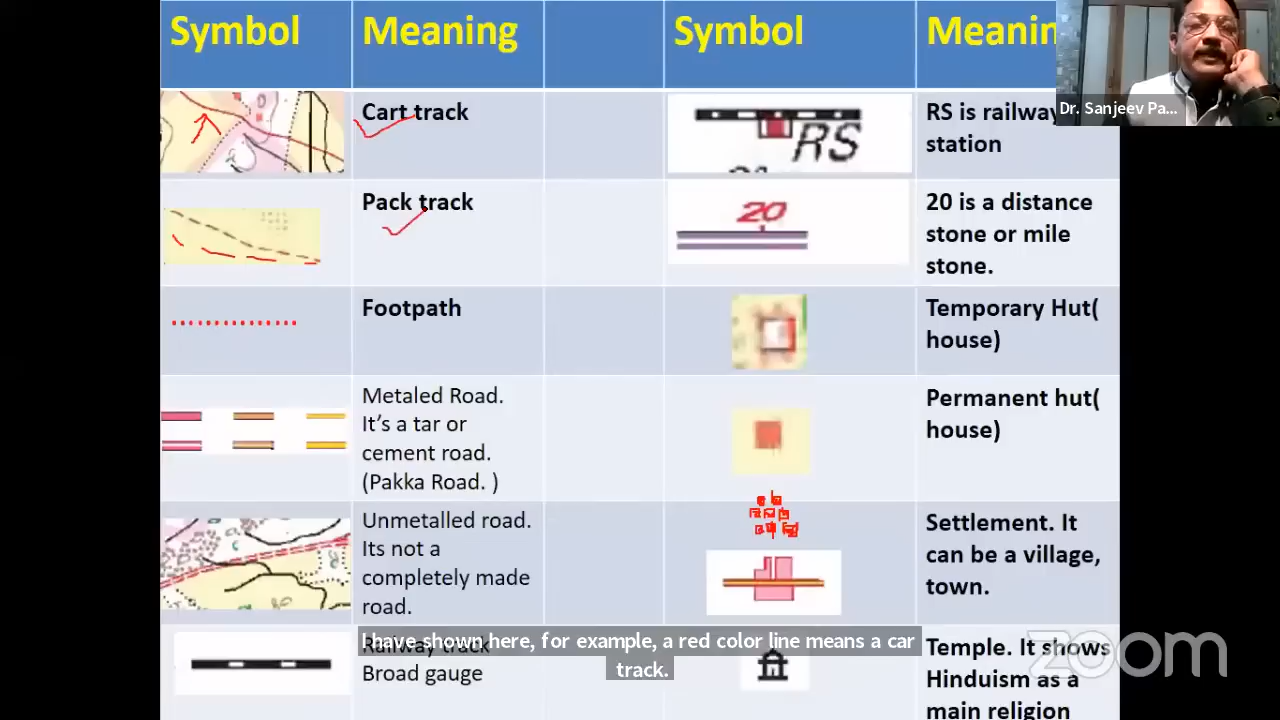 Symbol
Meaning
Symbol
Meanin
Cart track
RS
RS is railway
station
Dr. Sanjeev Pa...
Pack track
20
20 is a distance
stone or mile
stone.
Footpath
Temporary Hut(
house)
Metaled Road.
It's a tar or
cement road.
(Pakka Road. )
Permanent hut(
house)
Unmetalled road.
Its not a
completely made
road.
Settlement. It
can be a village,
town.
Railway track
Broad gauge
Temple. It shows
Hinduism as a
main religion
I have shown here, for example, a red color line means a car
track.
zoom